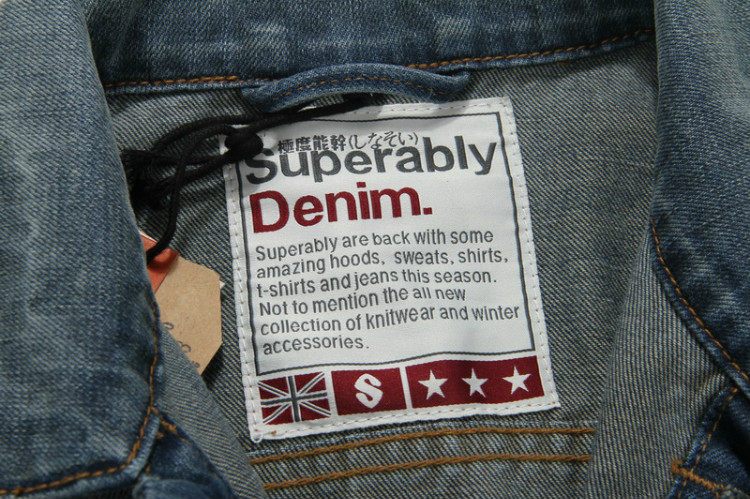 極度能幹(しなそい)
Superably
Denim.
Superably are back with some
amazing hoods, sweats, shirts,
t-shirts and jeans this season.
Not to mention the all new
collection of knitwear and winter
accessories.
S